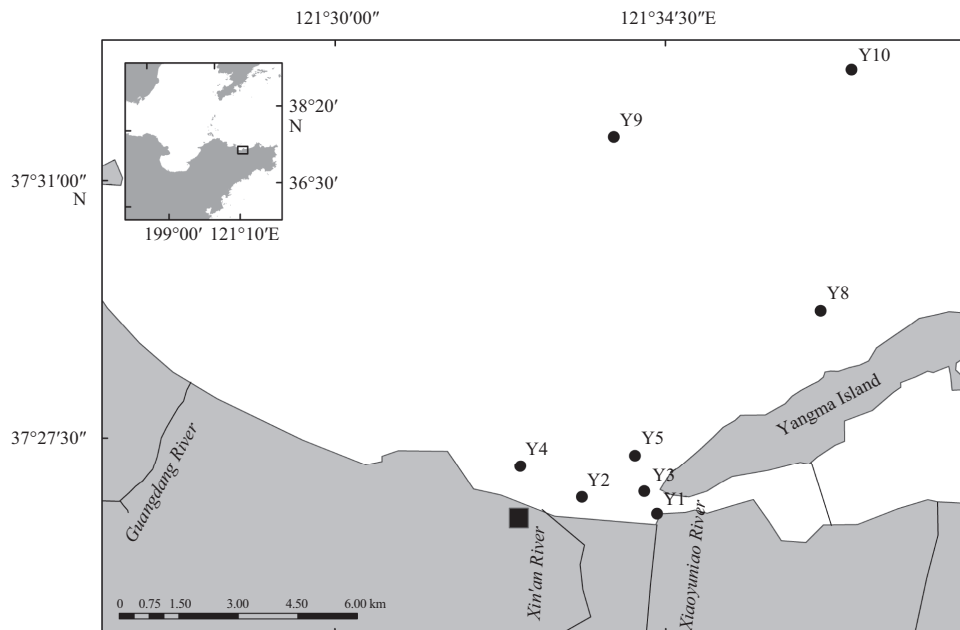 121°30′00″
121°34′30″E
Y10
38°20′
N
Y9
37°31′00″
N
36°30′
199°00′ 121°10′E
Y8
Yangma Island
37°27′30″
Y5
Y4
Guangdang River
Y3
Y2
Y1
Xin'an River
Xiaoyuniao River
0 0.75 1.50 3.00 4.50 6.00 km